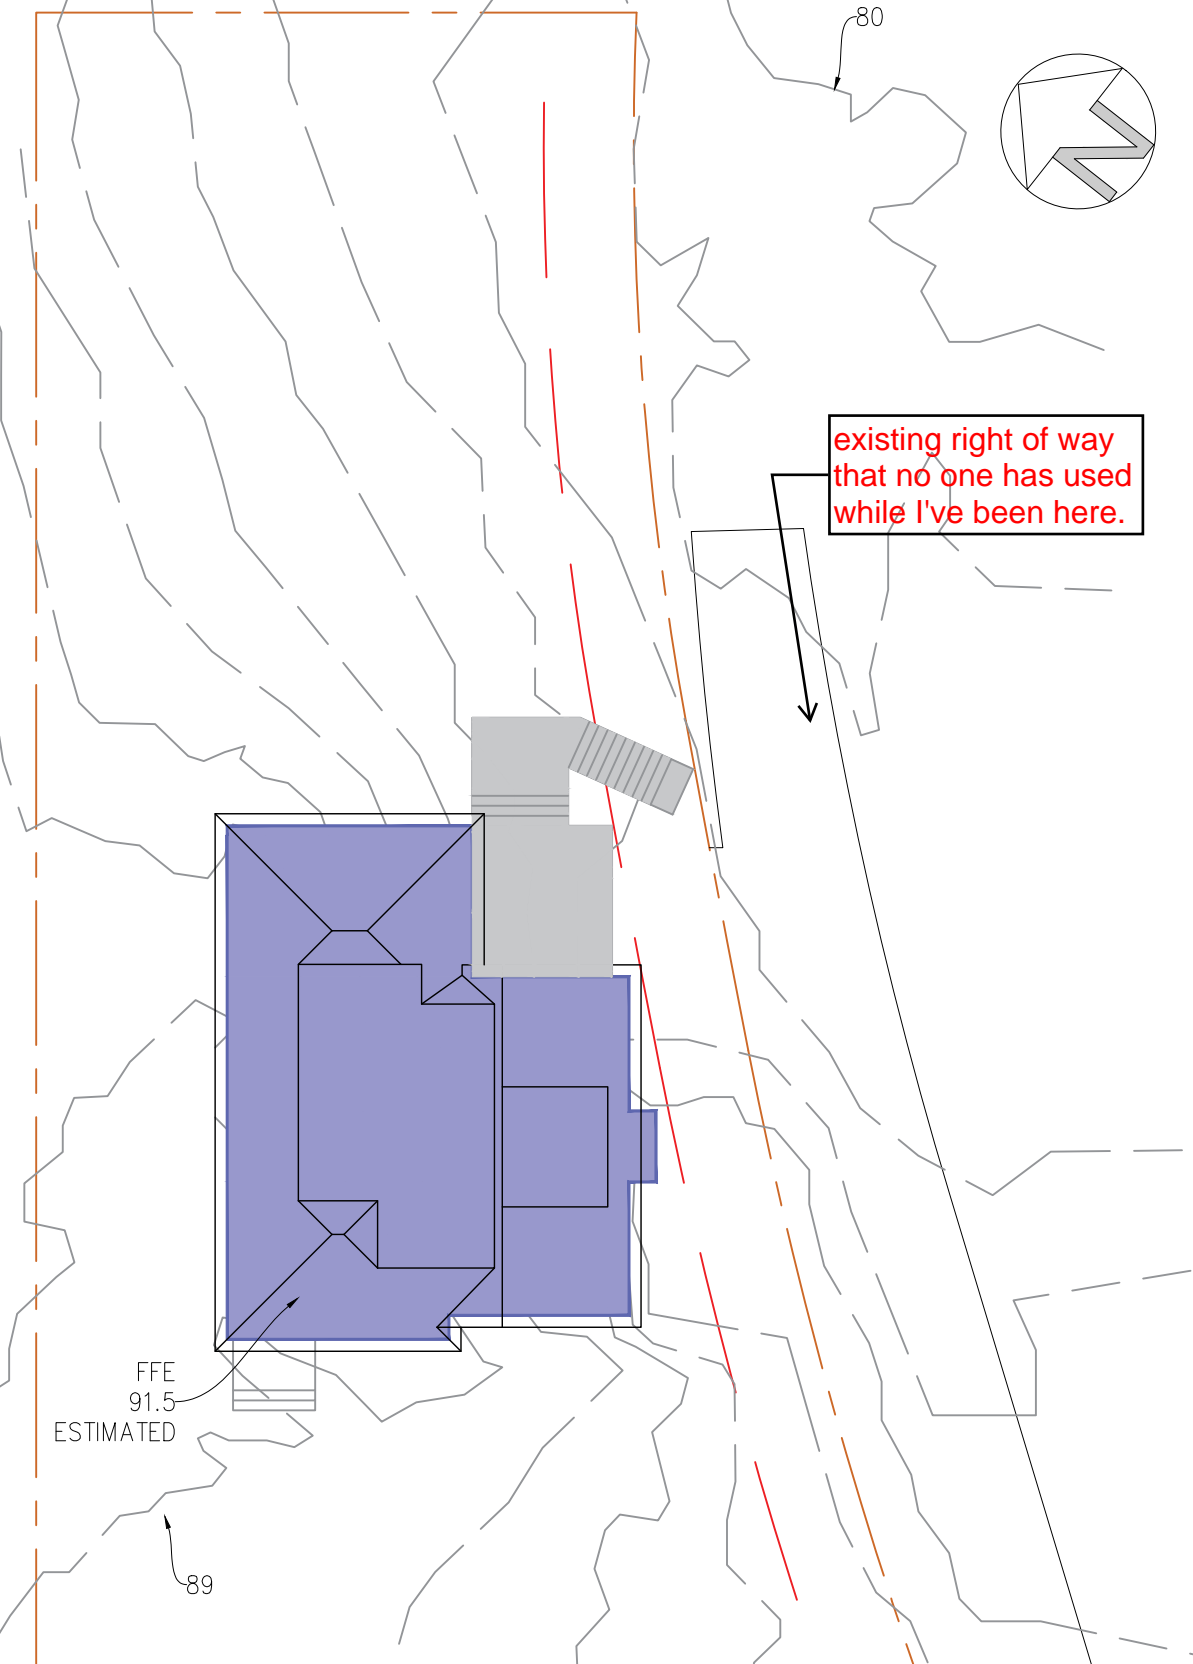 80
N
existing right of way
that no one has used
while I've been here.
FFE
91.5
ESTIMATED
89